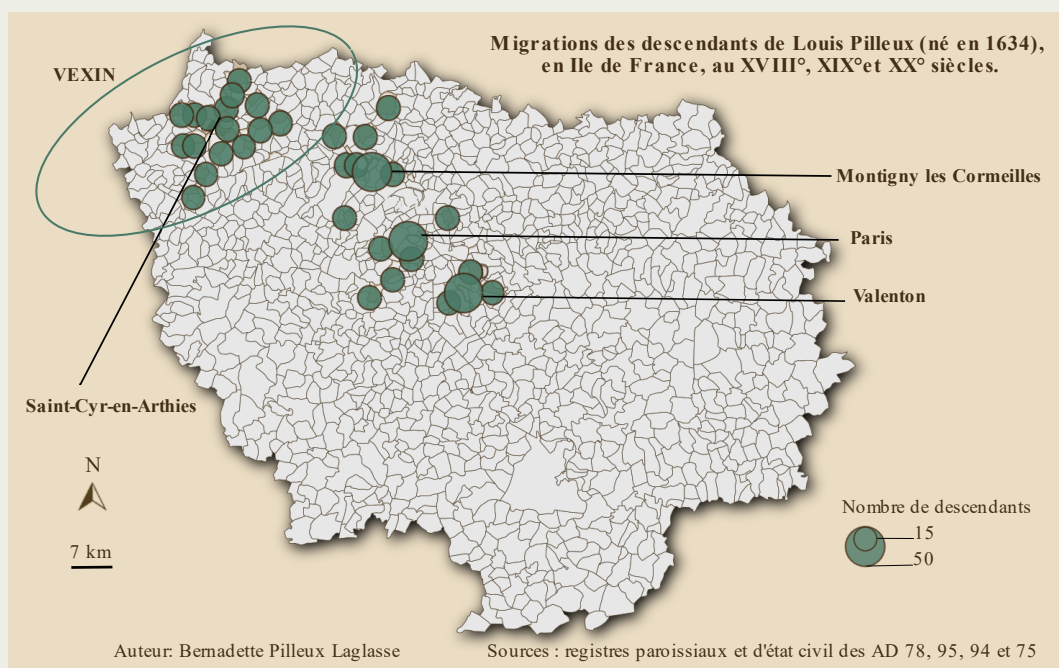 Migrations des descendants de Louis Pilleux (né en 1634),
en Ile de France, au XVIII°, XIX°et XX° siècles.
VEXIN
Montigny les Cormeilles
Paris
Valenton
Saint-Cyr-en-Arthies
N
7 km
Nombre de descendants
15
50
Auteur: Bernadette Pilleux Laglasse
Sources : registres paroissiaux et d'état civil des AD 78, 95, 94 et 75